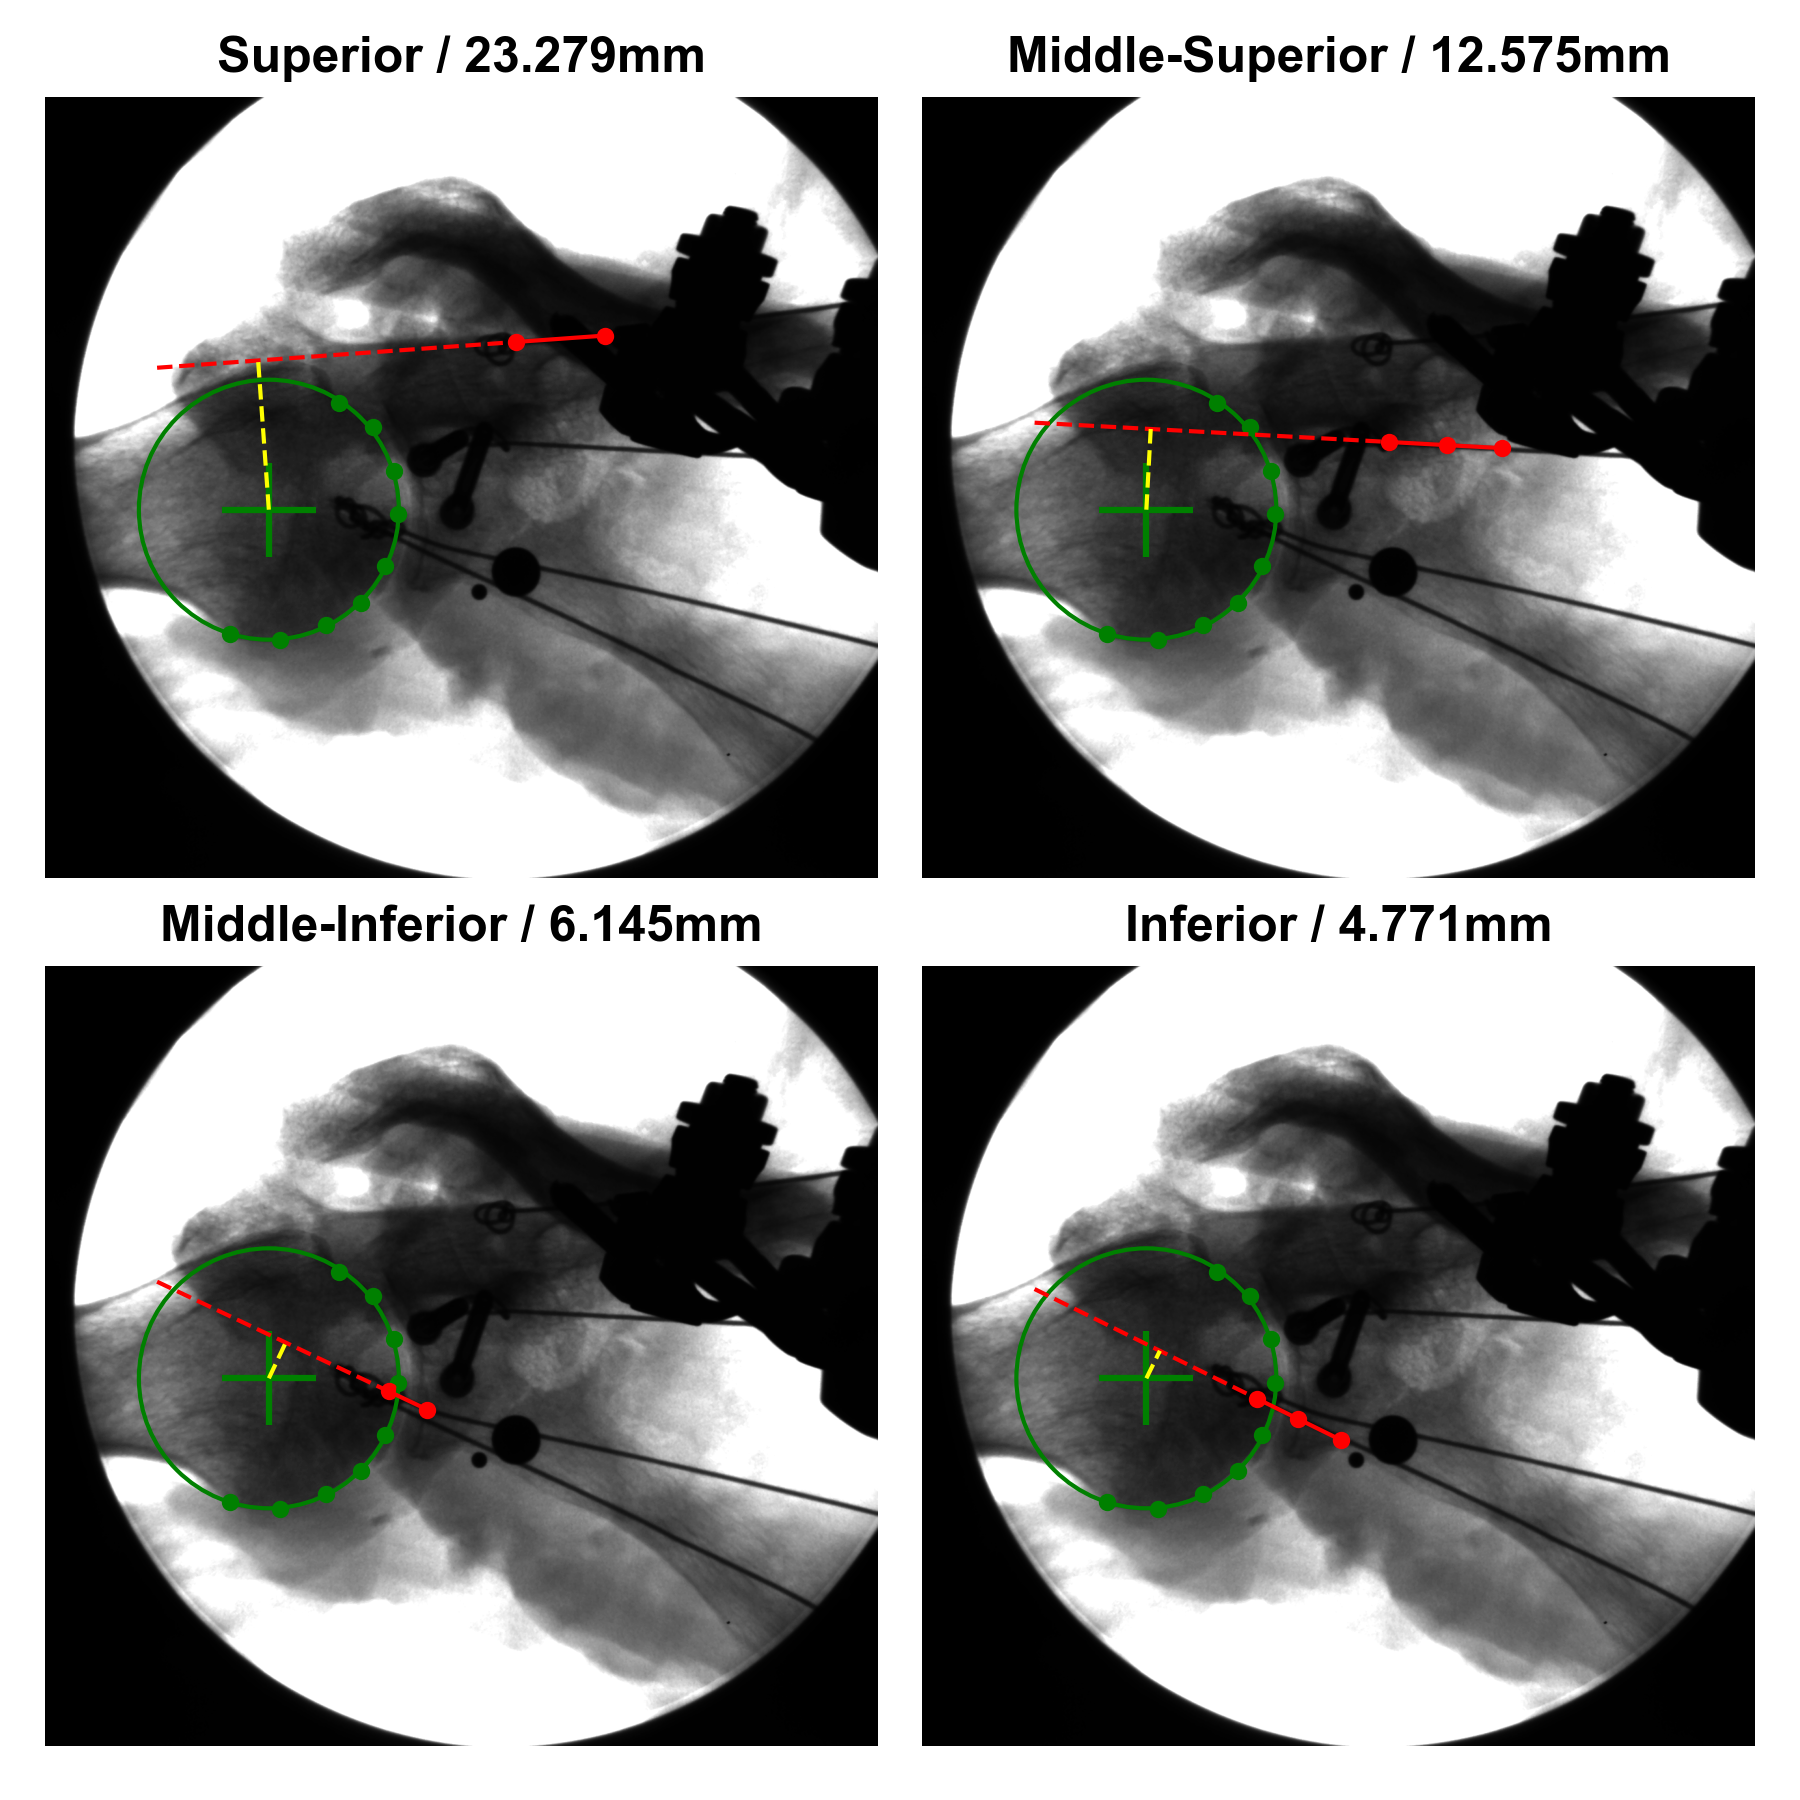 Superior / 23.279mm
Middle-Superior / 12.575mm
Middle-Inferior / 6.145mm
Inferior / 4.771mm